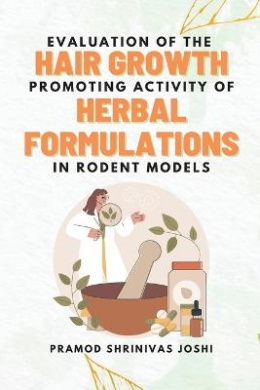 EVALUATION OF THE
HAIR GROWTH
PROMOTING ACTIVITY OF
HERBAL
FORMULATIONS
IN RODENT MODELS
PRAMOD SHRINIVAS JOSHI